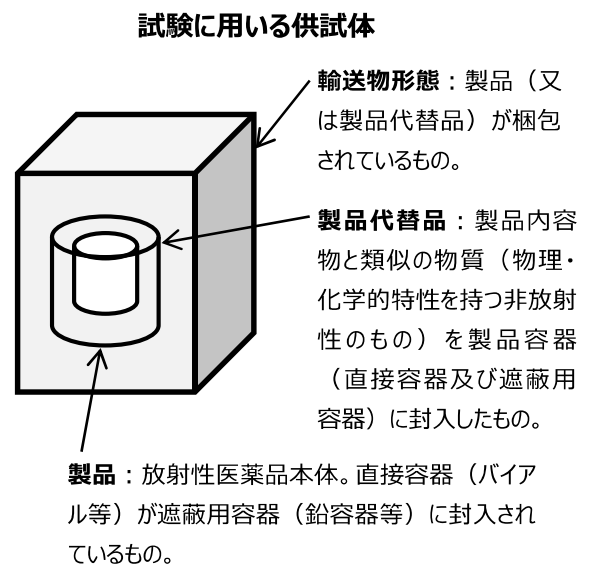 試験に用いる供試体
輸送物形態：製品（又
は製品代替品）が梱包
されているもの。
製品代替品：製品内容
物と類似の物質（物理・
化学的特性を持つ非放射
性のもの）を製品容器
（直接容器及び遮蔽用
容器）に封入したもの。
製品：放射性医薬品本体。直接容器（バイア
ル等）が遮蔽用容器（鉛容器等）に封入され
ているもの。